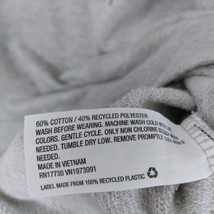 60% COTTON / 40% RECYCLED POLYESTER
WASH BEFORE WEARING. MACHINE WASH COLD WITH LIKE
COLORS. GENTLE CYCLE. ONLY NON CHLORINE BLEACH WHEN
NEEDED. TUMBLE DRY LOW. REMOVE PROMPTLY.
NEEDED.
MADE IN VIETNAM
RN17730 VN1973991
LABEL MADE FROM 100% RECYCLED PLASTIC